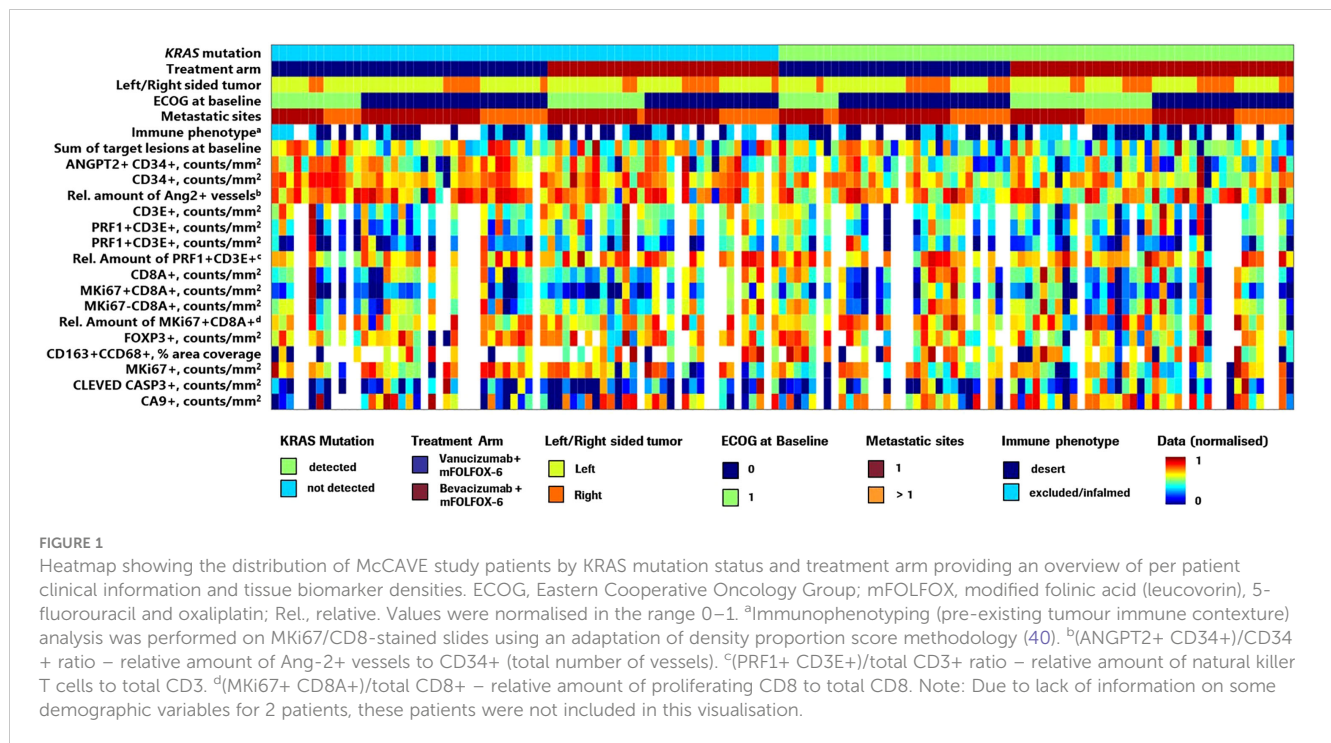 KRAS mutation
Treatment arm
Left/Right sided tumor
ECOG at baseline
Metastatic sites
Immune phenotypeᵃ
Sum of target lesions at baseline
ANGPT2+ CD34+, counts/mm²
CD34+, counts/mm²
Rel. amount of Ang2+ vesselsᵇ
CD3E+, counts/mm²
PRF1+CD3E+, counts/mm²
PRF1+CD3E+, counts/mm²
Rel. Amount of PRF1+CD3E+ᶜ
CD8A+, counts/mm²
MKi67+CD8A+, counts/mm²
MKi67-CD8A+, counts/mm²
Rel. Amount of MKi67+CD8A+ᵈ
FOXP3+, counts/mm²
CD163+CCD68+, % area coverage
MKi67+, counts/mm²
CLEVED CASP3+, counts/mm²
CA9+, counts/mm²
KRAS Mutation
detected
not detected
Treatment Arm
Vanucizumab+
mFOLFOX-6
Bevacizumab+
mFOLFOX-6
Left/Right sided tumor
Left
Right
ECOG at Baseline
0
1
Metastatic sites
1
> 1
Immune phenotype
desert
excluded/infalmed
Data (normalised)
1
0
FIGURE 1
Heatmap showing the distribution of McCAVE study patients by KRAS mutation status and treatment arm providing an overview of per patient
clinical information and tissue biomarker densities. ECOG, Eastern Cooperative Oncology Group; mFOLFOX, modified folinic acid (leucovorin), 5-
fluorouracil and oxaliplatin; Rel., relative. Values were normalised in the range 0–1. ᵃImmunophenotyping (pre-existing tumour immune contexture)
analysis was performed on MKi67/CD8-stained slides using an adaptation of density proportion score methodology (40). ᵇ(ANGPT2+ CD34+)/CD34
+ ratio – relative amount of Ang-2+ vessels to CD34+ (total number of vessels). ᶜ(PRF1+ CD3E+)/total CD3+ ratio – relative amount of natural killer
T cells to total CD3. ᵈ(MKi67+ CD8A+)/total CD8+ – relative amount of proliferating CD8 to total CD8. Note: Due to lack of information on some
demographic variables for 2 patients, these patients were not included in this visualisation.